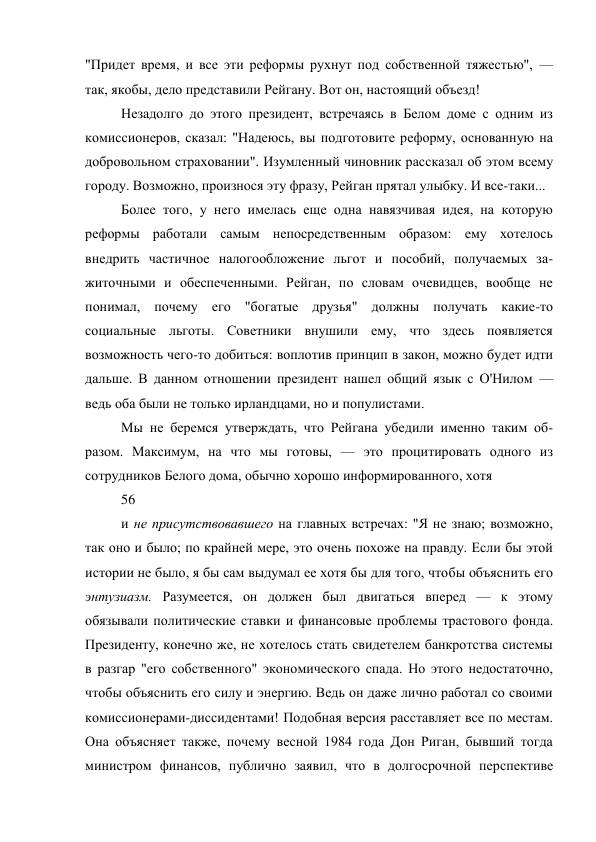 "Придет время, и все эти реформы рухнут под собственной тяжестью", —
так, якобы, дело представили Рейгану. Вот он, настоящий объезд!
Незадолго до этого президент, встречаясь в Белом доме с одним из
комиссионеров, сказал: "Надеюсь, вы подготовите реформу, основанную на
добровольном страховании". Изумленный чиновник рассказал об этом всему
городу. Возможно, произнося эту фразу, Рейган прятал улыбку. И все-таки...
Более того, у него имелась еще одна навязчивая идея, на которую
реформы работали самым непосредственным образом: ему хотелось
внедрить частичное налогообложение льгот и пособий, получаемых за-
житочными и обеспеченными. Рейган, по словам очевидцев, вообще не
понимал, почему его "богатые друзья" должны получать какие-то
социальные льготы. Советники внушили ему, что здесь появляется
возможность чего-то добиться: воплотив принцип в закон, можно будет идти
дальше. В данном отношении президент нашел общий язык с О'Нилом —
ведь оба были не только ирландцами, но и популистами.
Мы не беремся утверждать, что Рейгана убедили именно таким об-
разом. Максимум, на что мы готовы, — это процитировать одного из
сотрудников Белого дома, обычно хорошо информированного, хотя
56
и не присутствовавшего на главных встречах: "Я не знаю; возможно,
так оно и было; по крайней мере, это очень похоже на правду. Если бы этой
истории не было, я бы сам выдумал ее хотя бы для того, чтобы объяснить его
энтузиазм. Разумеется, он должен был двигаться вперед — к этому
обязывали политические ставки и финансовые проблемы трастового фонда.
Президенту, конечно же, не хотелось стать свидетелем банкротства системы
в разгар "его собственного" экономического спада. Но этого недостаточно,
чтобы объяснить его силу и энергию. Ведь он даже лично работал со своими
комиссионерами-диссидентами! Подобная версия расставляет все по местам.
Она объясняет также, почему весной 1984 года Дон Риган, бывший тогда
министром финансов, публично заявил, что в долгосрочной перспективе